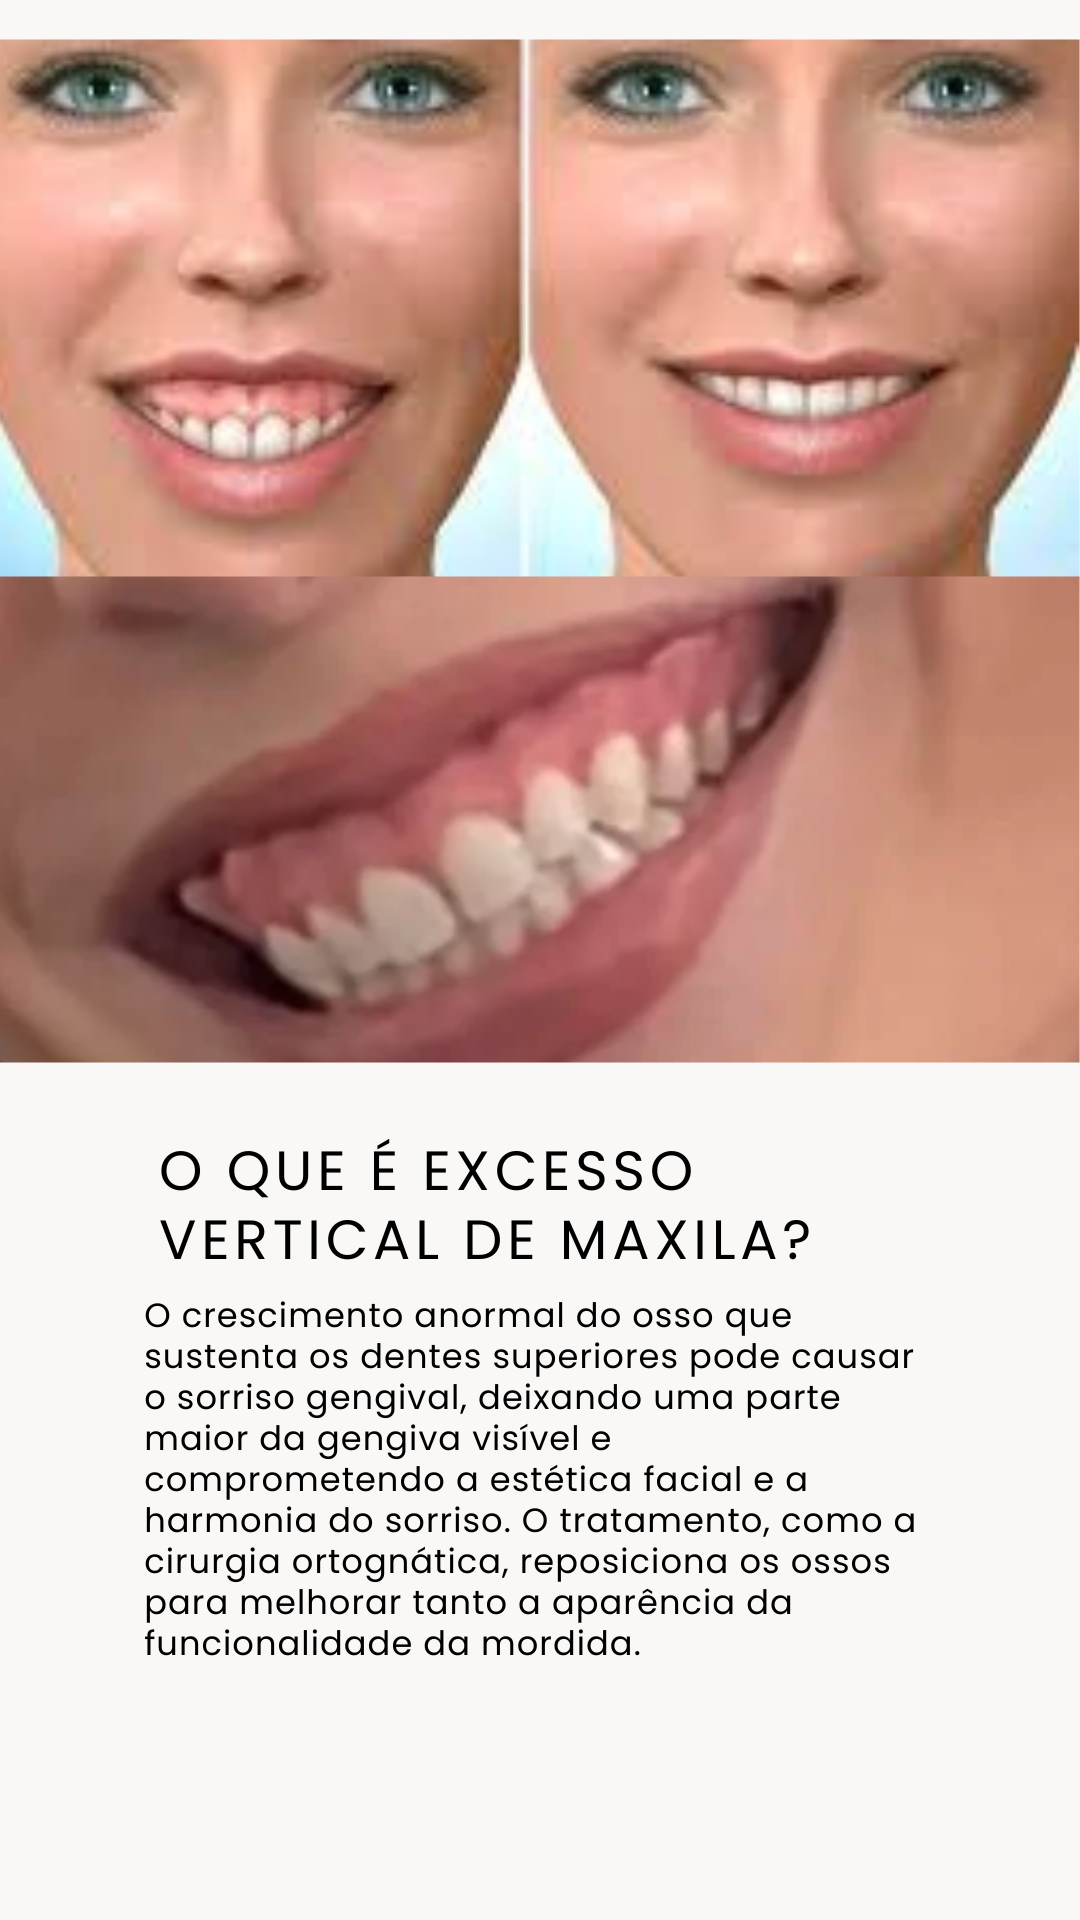 O QUE É EXCESSO
VERTICAL DE MAXILA?
O crescimento anormal do osso que
sustenta os dentes superiores pode causar
o sorriso gengival, deixando uma parte
maior da gengiva visível e
comprometendo a estética facial e a
harmonia do sorriso. O tratamento, como a
cirurgia ortognática, reposiciona os ossos
para melhorar tanto a aparência da
funcionalidade da mordida.